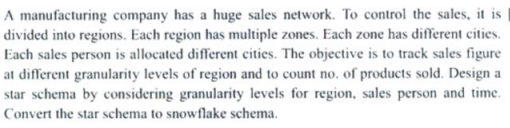 A manufacturing company has a huge sales network. To control the sales, it is
divided into regions. Each region has multiple zones. Each zone has different cities.
Each sales person is allocated different cities. The objective is to track sales figure
at different granularity levels of region and to count no. of products sold. Design a
star schema by considering granularity levels for region, sales person and time.
Convert the star schema to snowflake schema.